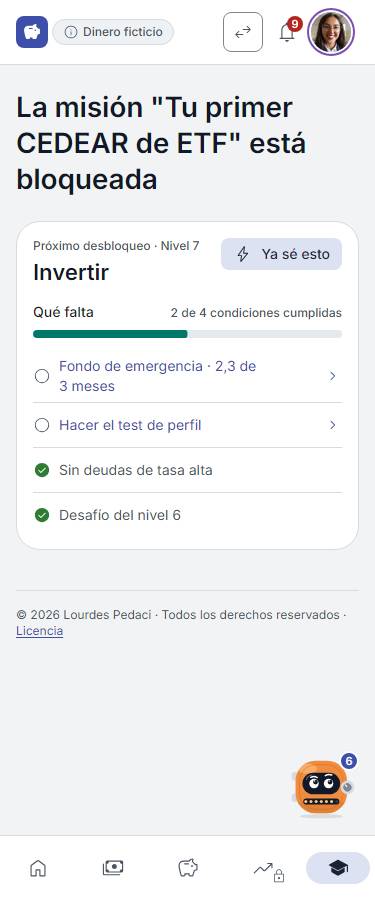 Dinero ficticio
9
La misión "Tu primer
CEDEAR de ETF" está
bloqueada
Próximo desbloqueo · Nivel 7
Invertir
Ya sé esto
Qué falta
2 de 4 condiciones cumplidas
Fondo de emergencia · 2,3 de
3 meses
Hacer el test de perfil
Sin deudas de tasa alta
Desafío del nivel 6
© 2026 Lourdes Pedaci · Todos los derechos reservados ·
Licencia
6